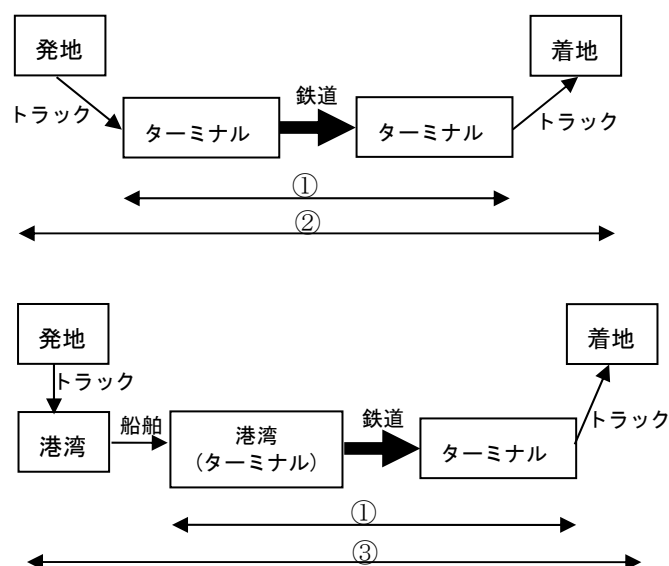 発地
着地
トラック
鉄道
トラック
ターミナル
ターミナル
①
②
発地
着地
トラック
トラック
船舶
鉄道
港湾
港湾
(ターミナル)
ターミナル
①
③